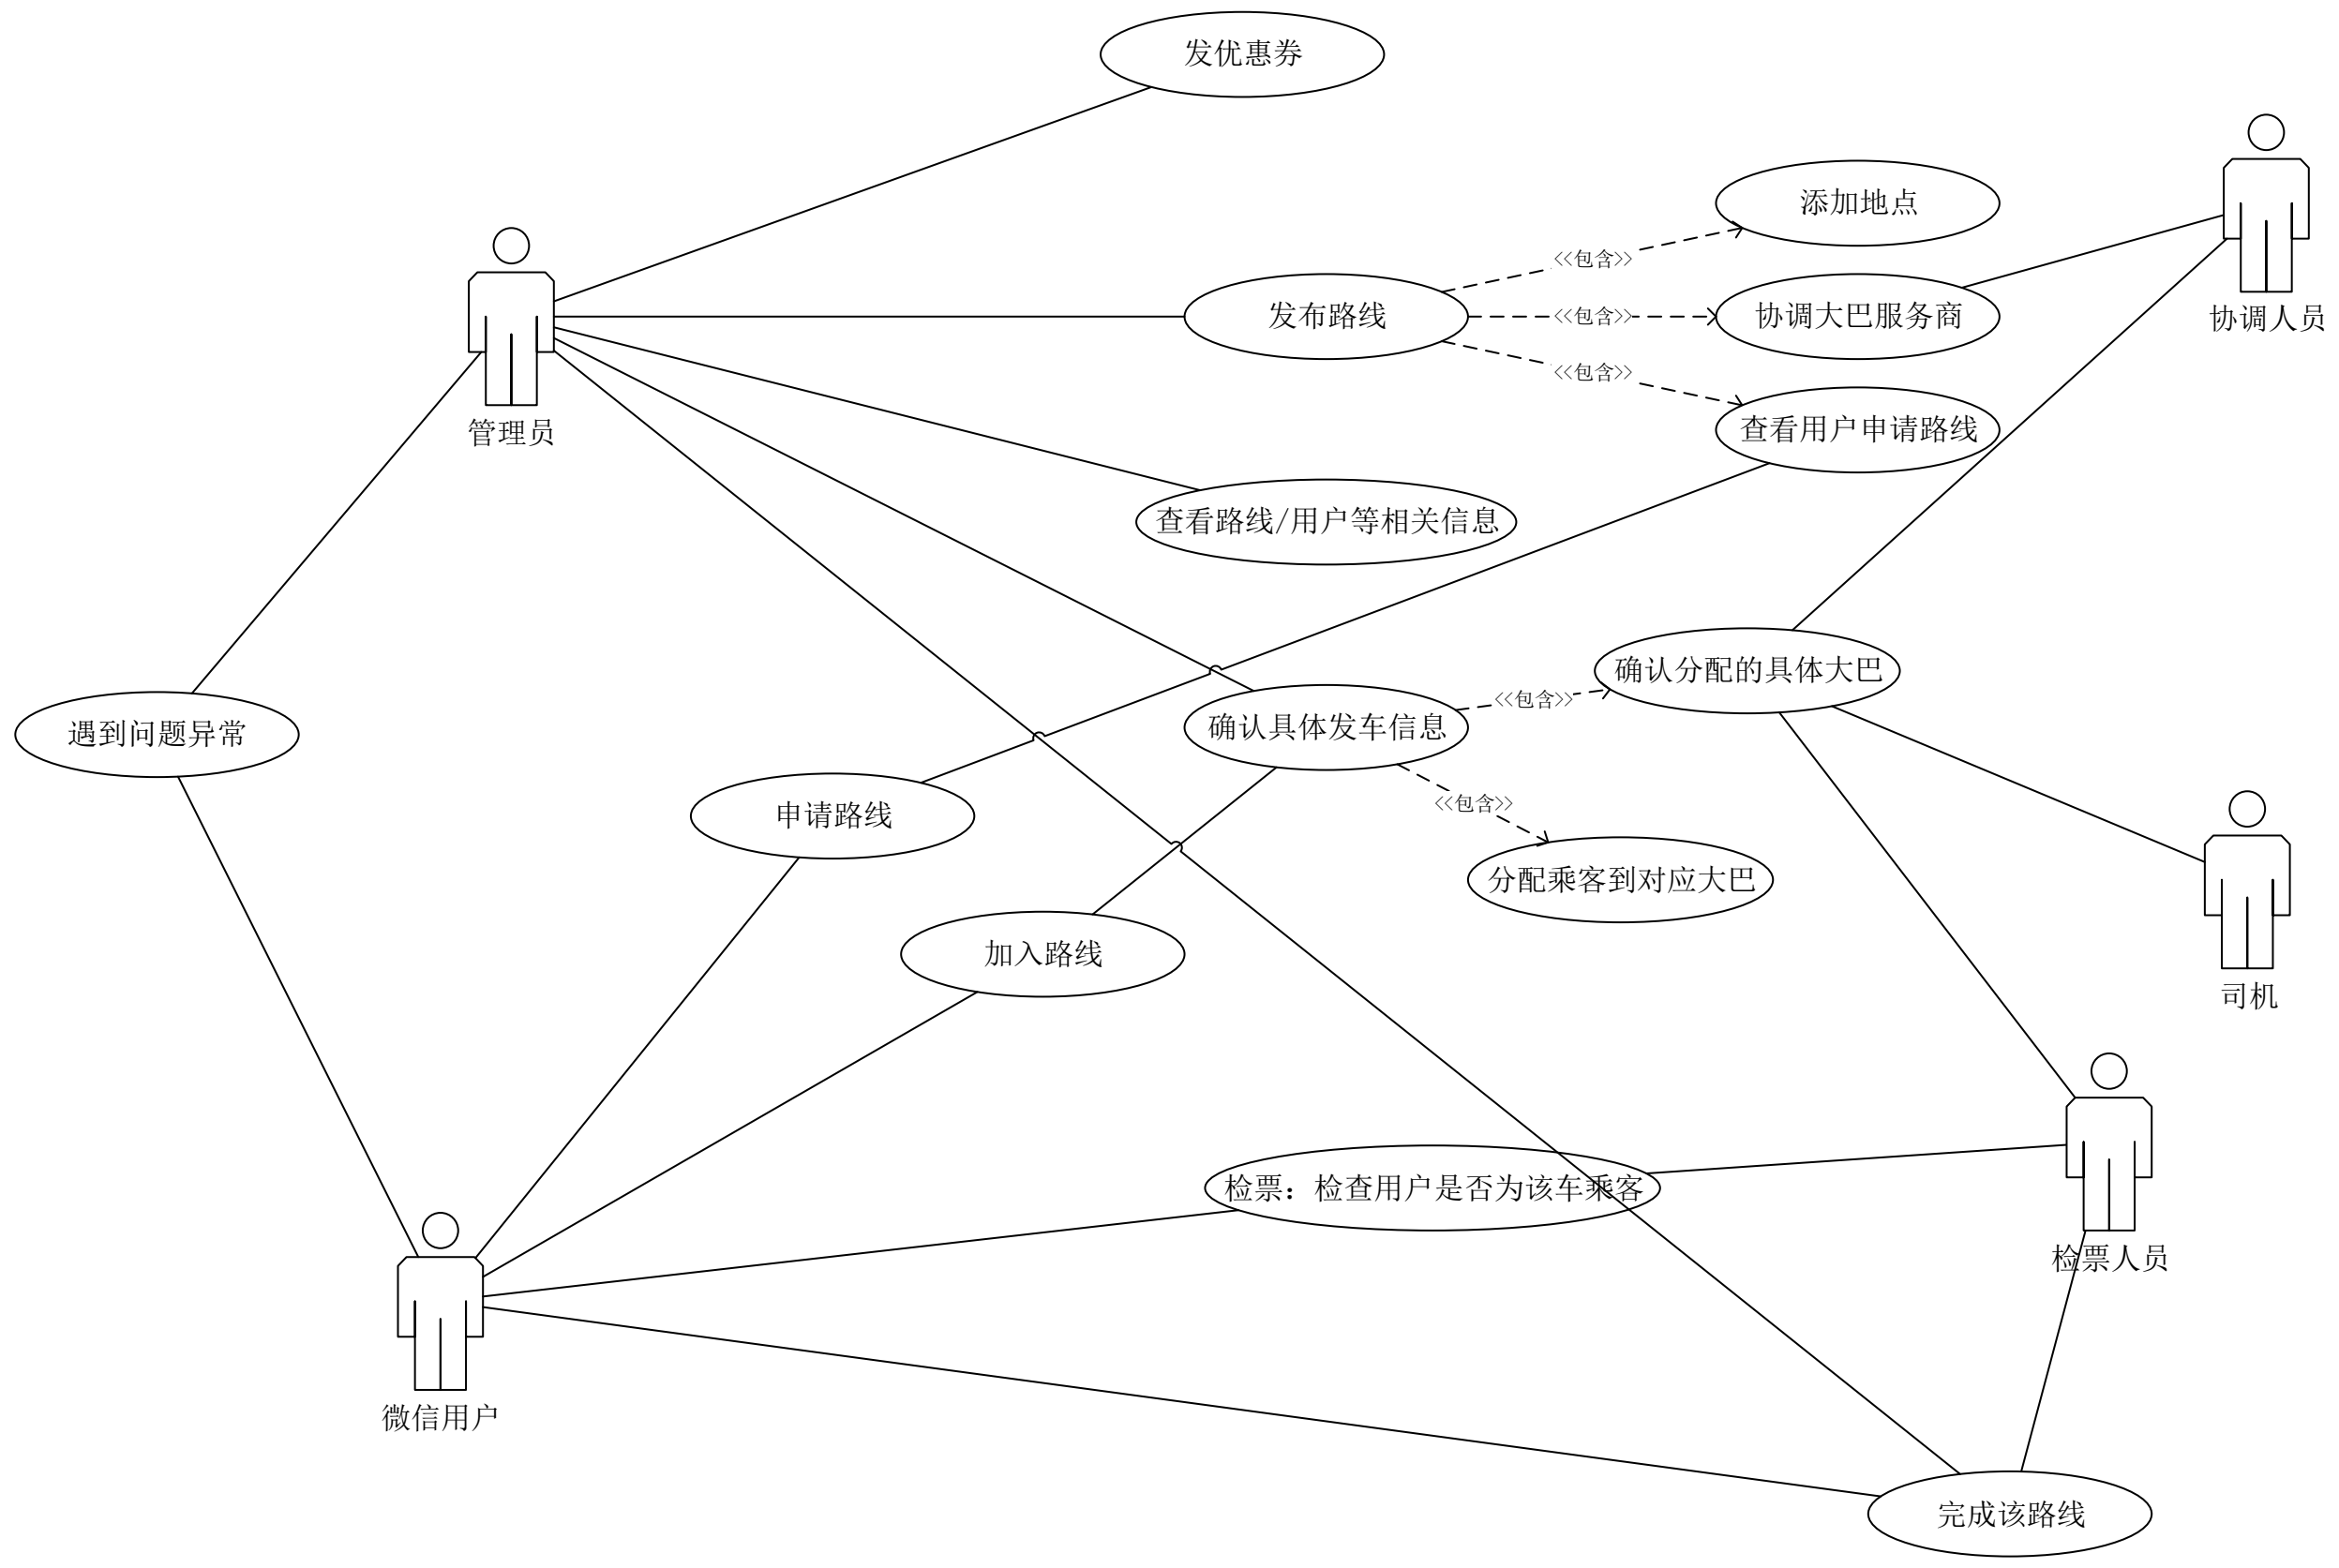 发优惠券
添加地点
<<包含>>
发布路线
<<包含>>
协调大巴服务商
协调人员
<<包含>>
管理员
查看用户申请路线
查看路线/用户等相关信息
确认分配的具体大巴
<<包含>>
遇到问题异常
确认具体发车信息
<<包含>>
申请路线
分配乘客到对应大巴
加入路线
司机
检票：检查用户是否为该车乘客
检票人员
微信用户
完成该路线